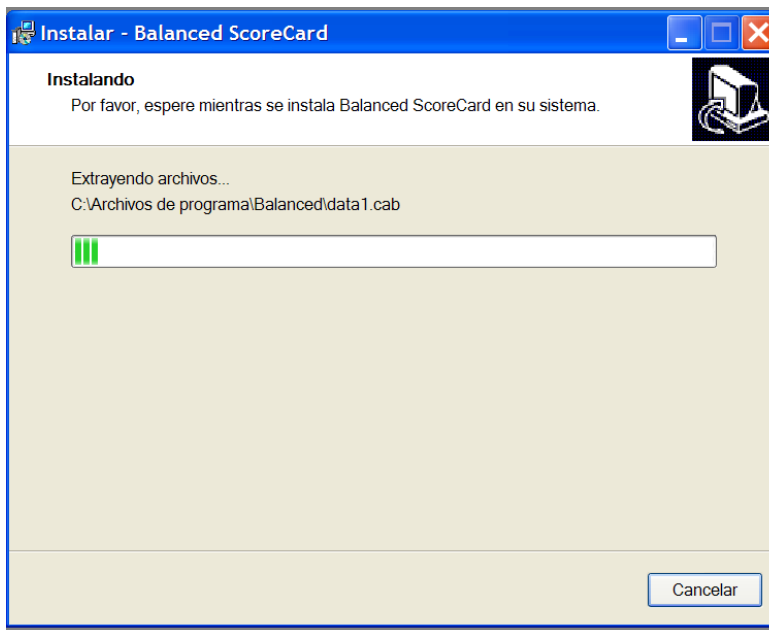 Instalar - Balanced ScoreCard
Instalando
Por favor, espere mientras se instala Balanced ScoreCard en su sistema.
Extrayendo archivos...
C:\Archivos de programa\Balanced\data1.cab
Cancelar